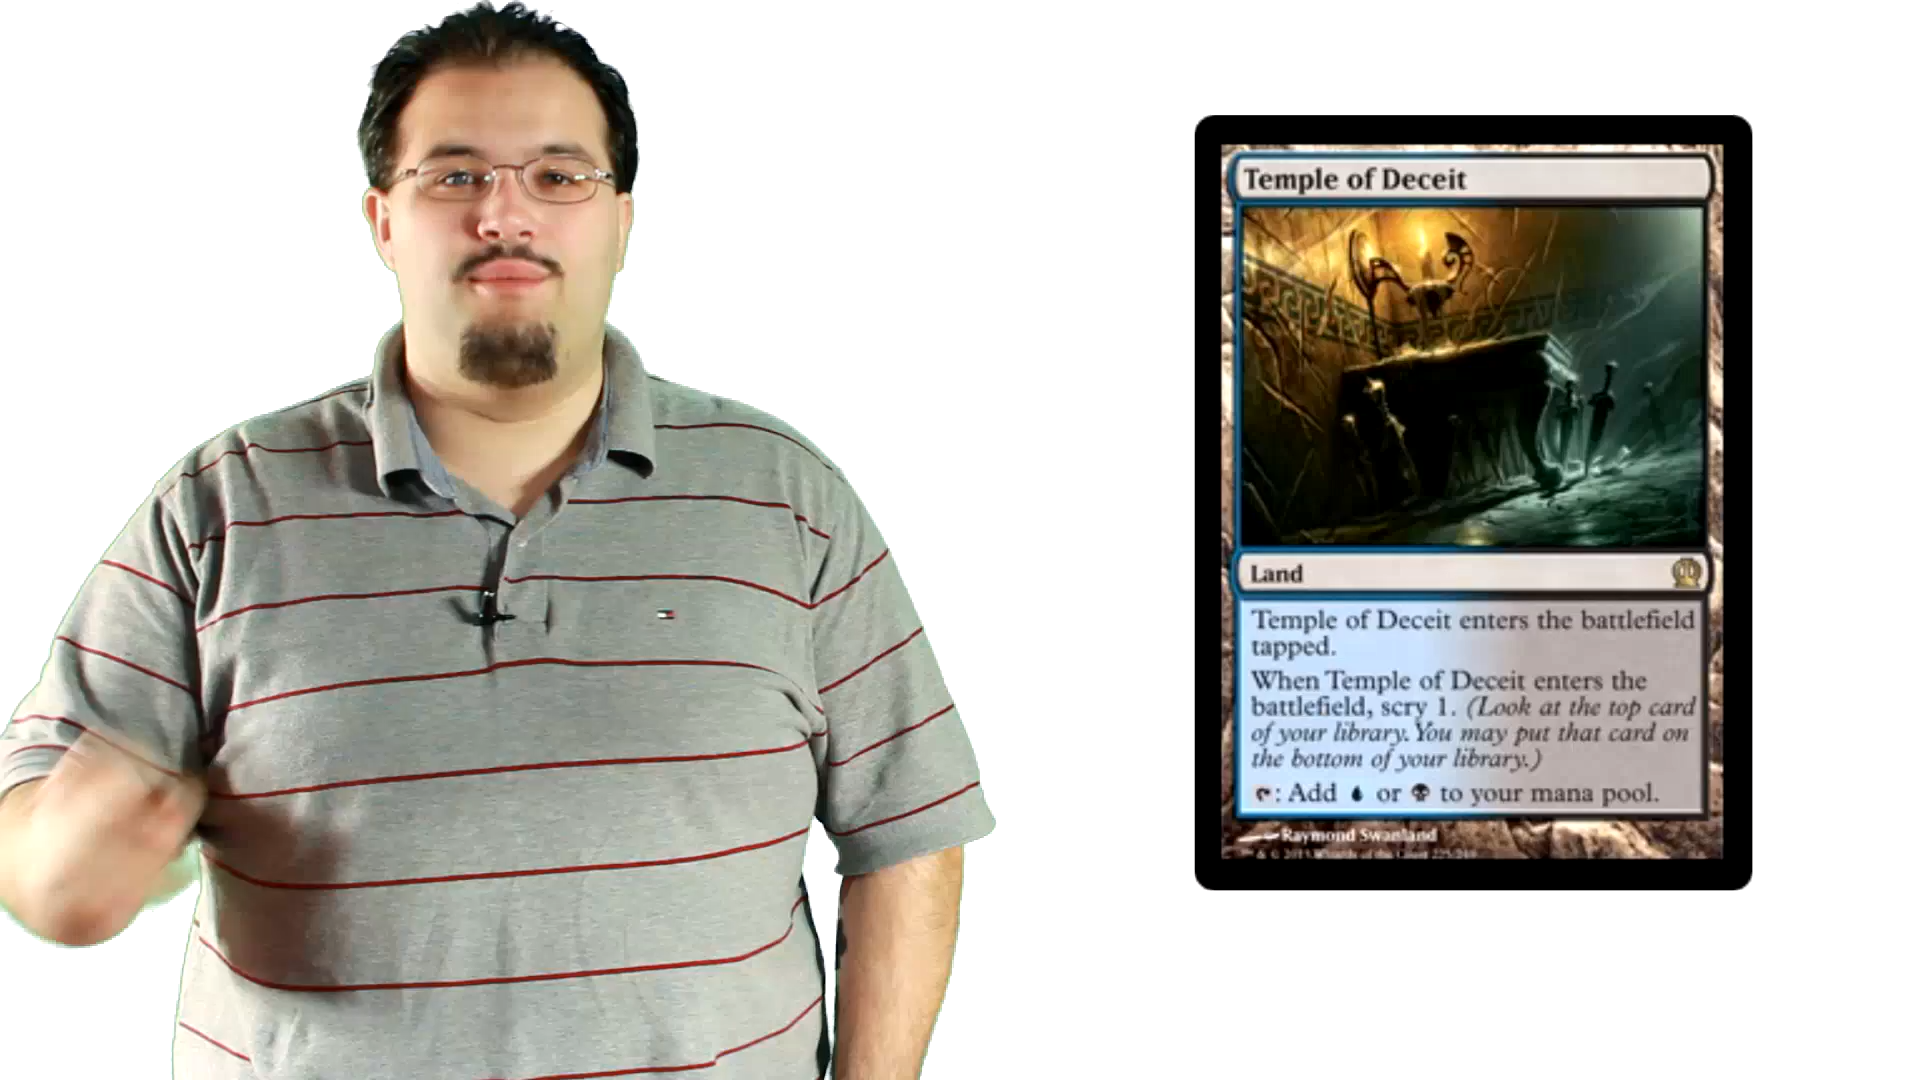 Temple of Deceit
Land
Temple of Deceit enters the battlefield
tapped.
When Temple of Deceit enters the
battlefield, scry 1. (Look at the top card
of your library. You may put that card on
the bottom of your library.)
: Add or to your mana pool.
Raymond Swanland